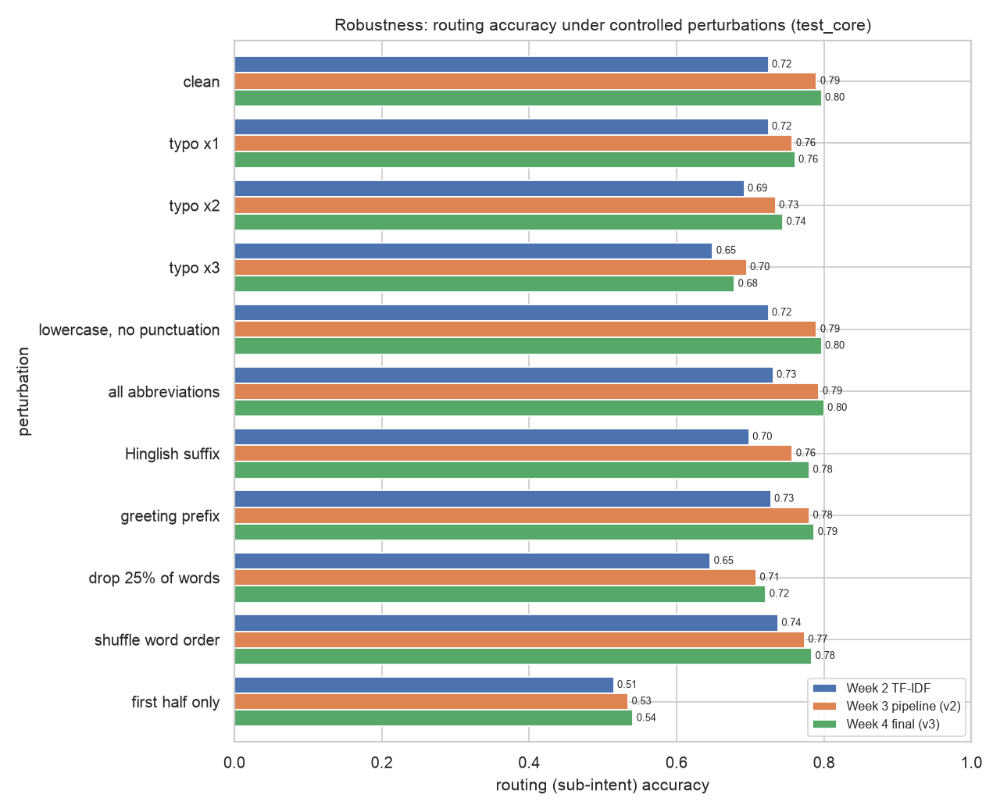 Robustness: routing accuracy under controlled perturbations (test_core)
perturbation
clean
0.72
0.79
0.80
typo x1
0.72
0.76
0.76
typo x2
0.69
0.73
0.74
typo x3
0.65
0.70
0.68
lowercase, no punctuation
0.72
0.79
0.80
all abbreviations
0.73
0.79
0.80
Hinglish suffix
0.70
0.76
0.78
greeting prefix
0.73
0.78
0.79
drop 25% of words
0.65
0.71
0.72
shuffle word order
0.74
0.77
0.78
first half only
0.51
0.53
0.54
Week 2 TF-IDF
Week 3 pipeline (v2)
Week 4 final (v3)
0.0 0.2 0.4 0.6 0.8 1.0
routing (sub-intent) accuracy